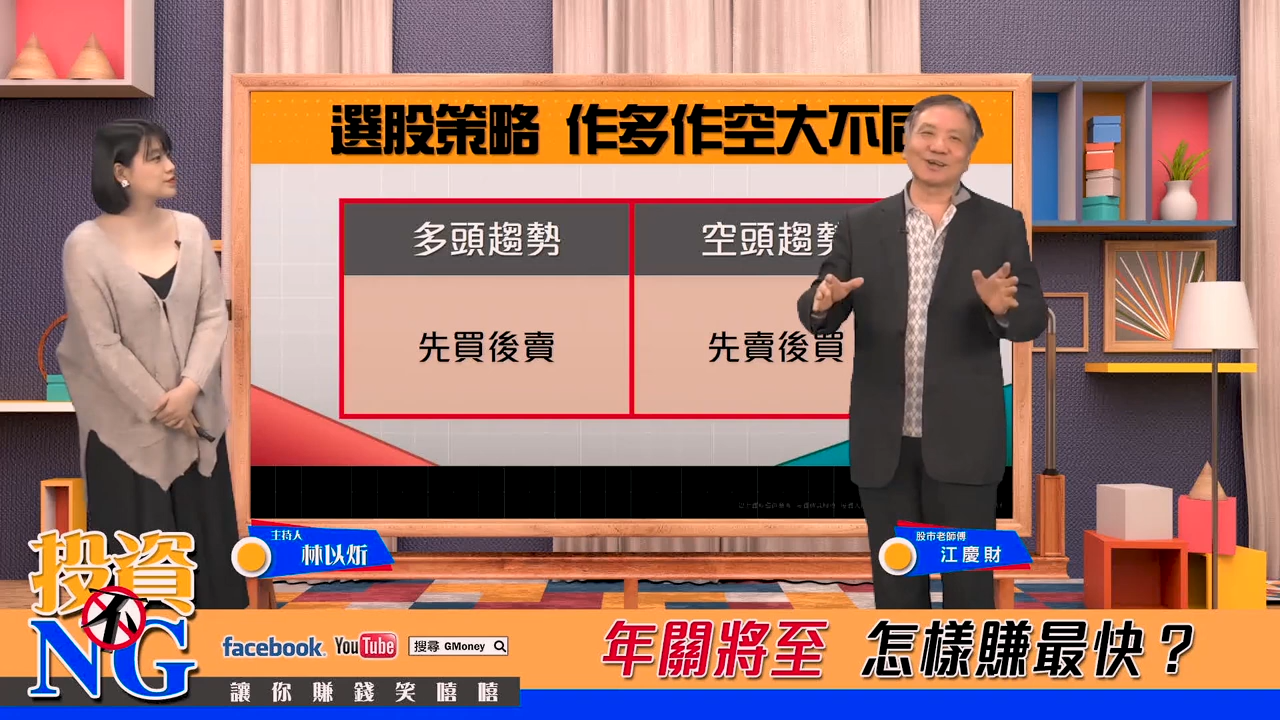 選股策略 作多作空大不同
多頭趨勢
空頭趨勢
先買後賣
先賣後買
主持人
林以炘
股市老師傅
江慶財
投資
不
NG
facebook.
YouTube
搜尋 GMoney
年關將至 怎樣賺最快？
讓你賺錢笑嘻嘻